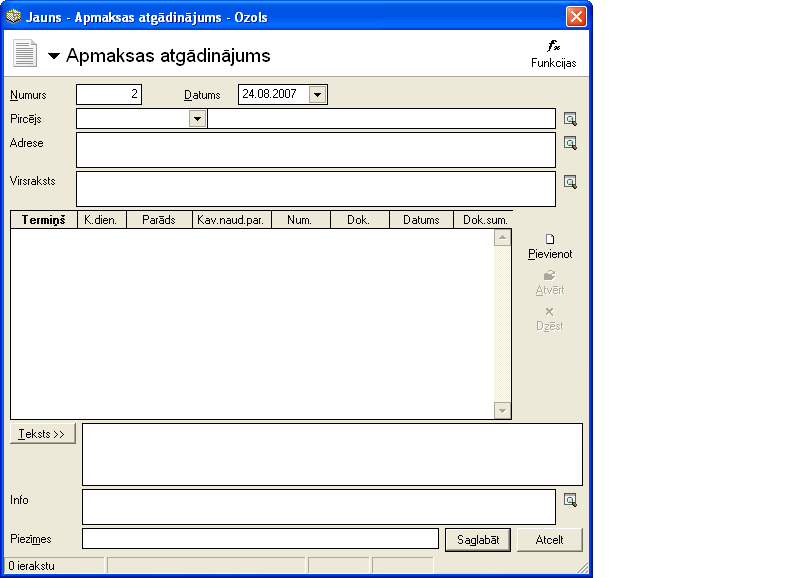 Jauns - Apmaksas atgādinājums - Ozols
Apmaksas atgādinājums
Funkcijas
Numurs 2 Datums 24.08.2007
Pircējs
Adrese
Virsraksts
Termiņš K.dien. Parāds Kav.naud.par. Num. Dok. Datums Dok.sum.
Pievienot
Atvērt
Dzēst
Teksts >>
Info
Piezīmes Saglabāt Atcelt
0 ierakstu